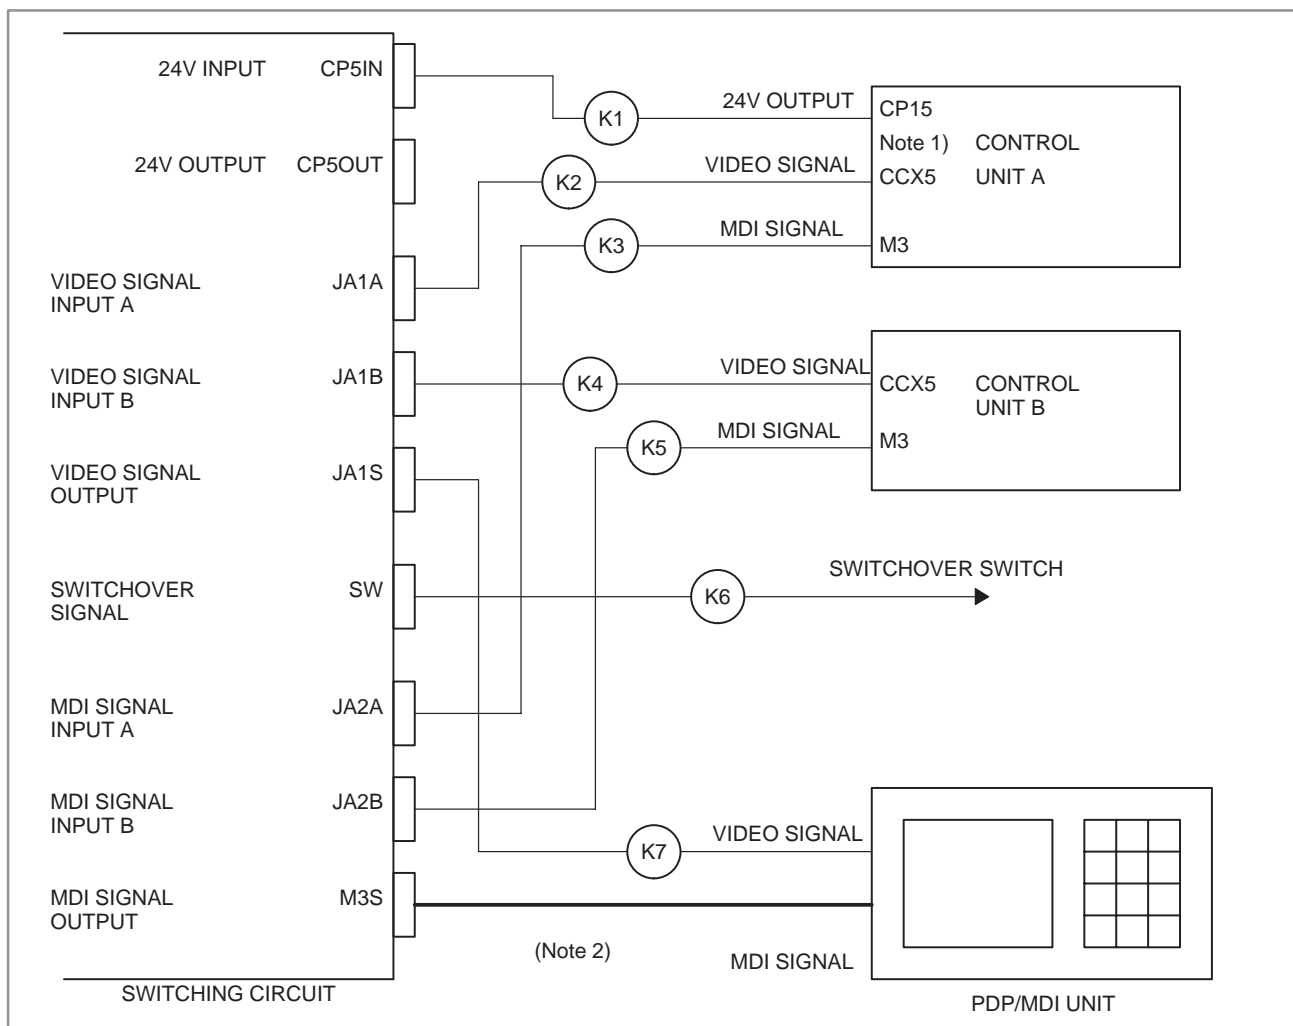 24V INPUT CP5IN
24V OUTPUT
K1
CP15
Note 1) CONTROL
24V OUTPUT CP5OUT
VIDEO SIGNAL
K2
CCX5 UNIT A
MDI SIGNAL
K3
M3
VIDEO SIGNAL JA1A
INPUT A
VIDEO SIGNAL JA1B
INPUT B
K4
VIDEO SIGNAL
CCX5 CONTROL
UNIT B
MDI SIGNAL
K5
M3
VIDEO SIGNAL JA1S
OUTPUT
SWITCHOVER SW
SIGNAL
K6
SWITCHOVER SWITCH
MDI SIGNAL JA2A
INPUT A
MDI SIGNAL JA2B
INPUT B
K7
VIDEO SIGNAL
MDI SIGNAL M3S
OUTPUT
(Note 2)
MDI SIGNAL
SWITCHING CIRCUIT
PDP/MDI UNIT